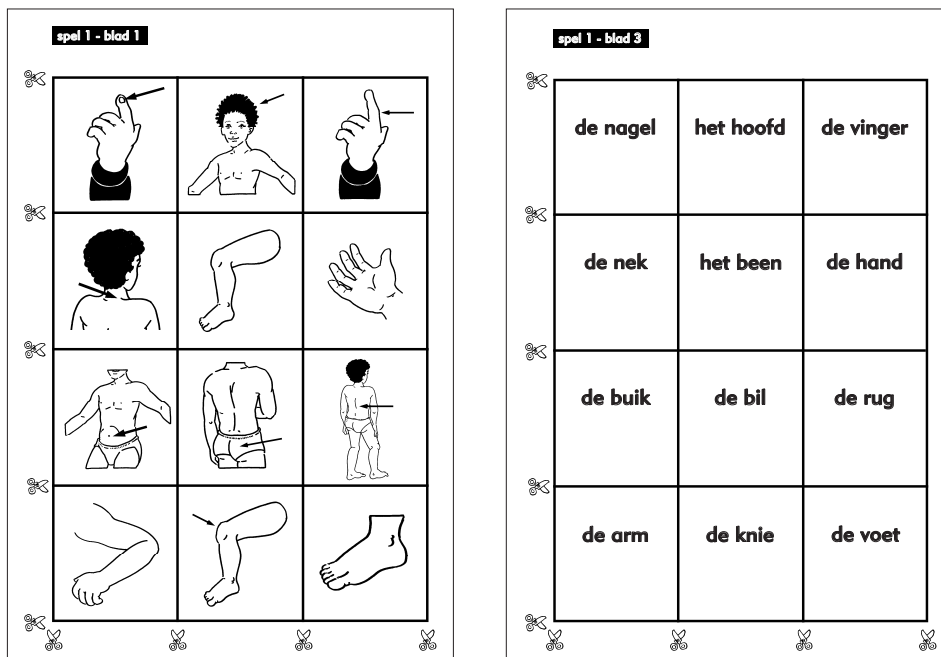 spel 1 - blad 1
spel 1 - blad 3
de nagel
het hoofd
de vinger
de nek
het been
de hand
de buik
de bil
de rug
de arm
de knie
de voet